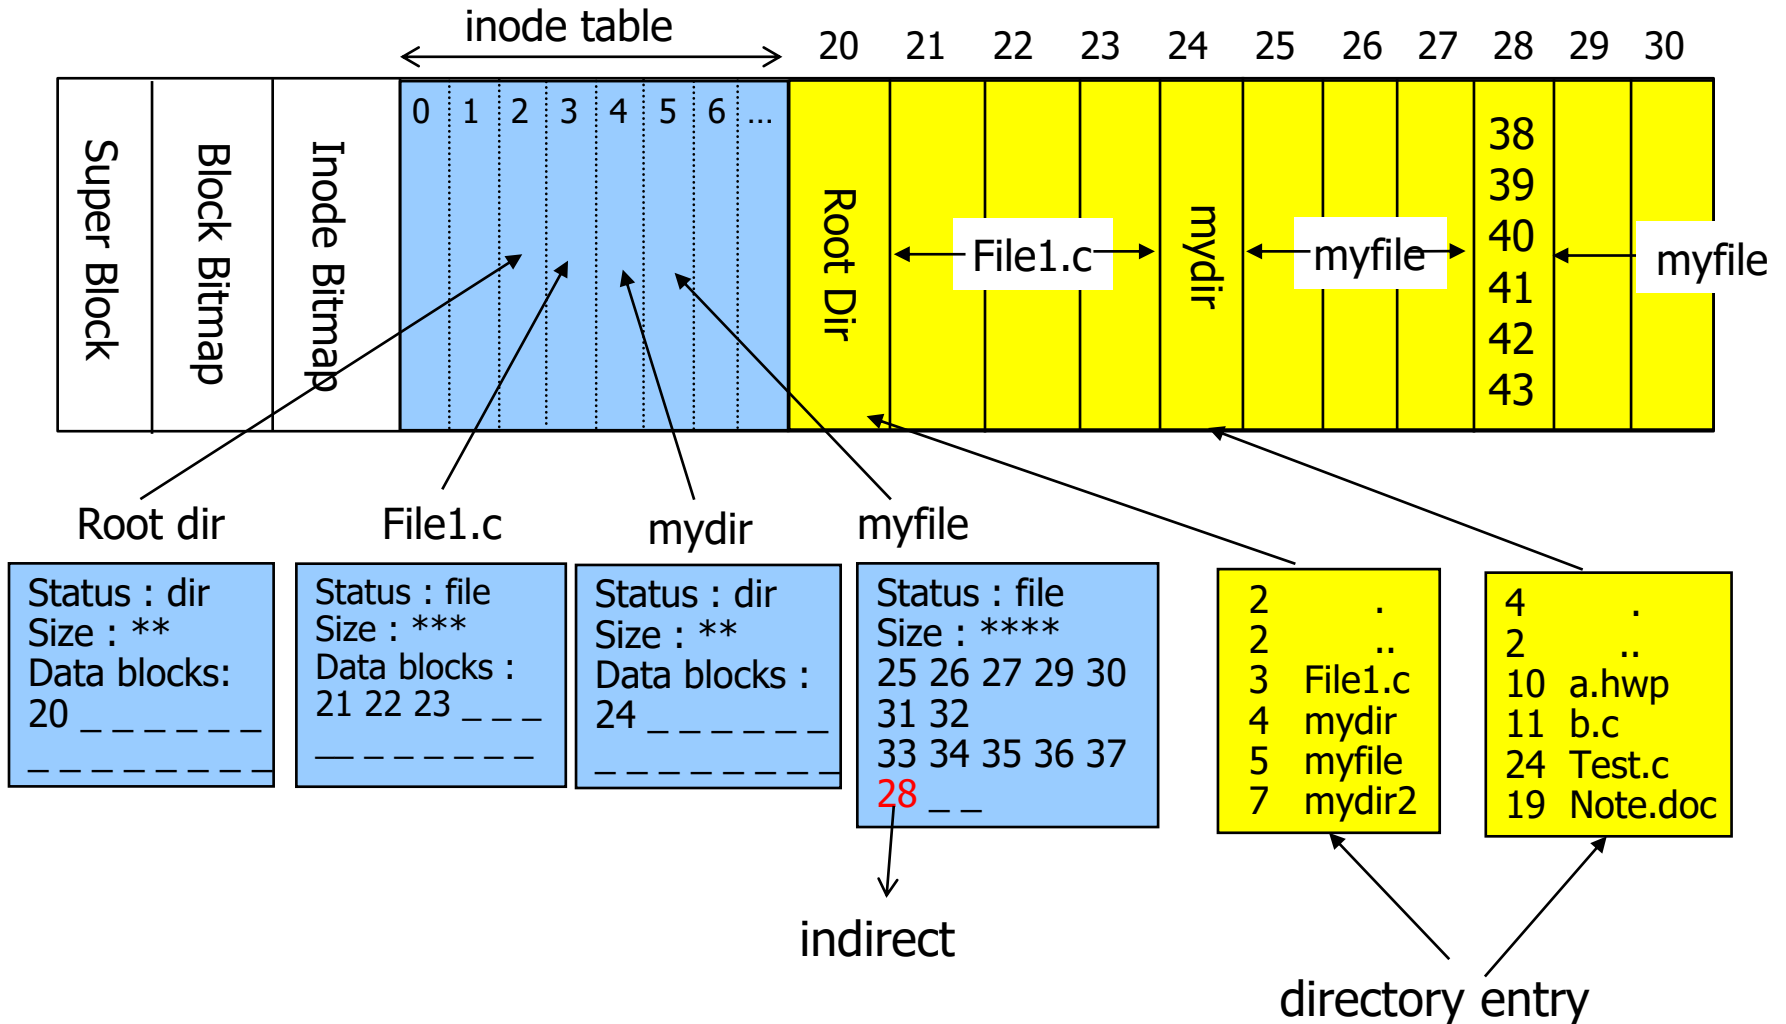 inode table
20 21 22 23 24 25 26 27 28 29 30
0 1 2 3 4 5 6 ...
Super Block
Block Bitmap
Inode Bitmap
Root Dir
File1.c
mydir
myfile
38
39
40
41
42
43
myfile
Root dir
File1.c
mydir
myfile
Status : dir
Size : **
Data blocks:
20 _ _ _ _ _ _
_ _ _ _ _ _ _ _
Status : file
Size : ***
Data blocks :
21 22 23 _ _ _
__ _ _ _ _ _ _
Status : dir
Size : **
Data blocks :
24 _ _ _ _ _ _
_ _ _ _ _ _ _ _
Status : file
Size : ****
25 26 27 29 30
31 32
33 34 35 36 37
28 _ _
2 .
2 ..
3 File1.c
4 mydir
5 myfile
7 mydir2
4 .
2 ..
10 a.hwp
11 b.c
24 Test.c
19 Note.doc
indirect
directory entry